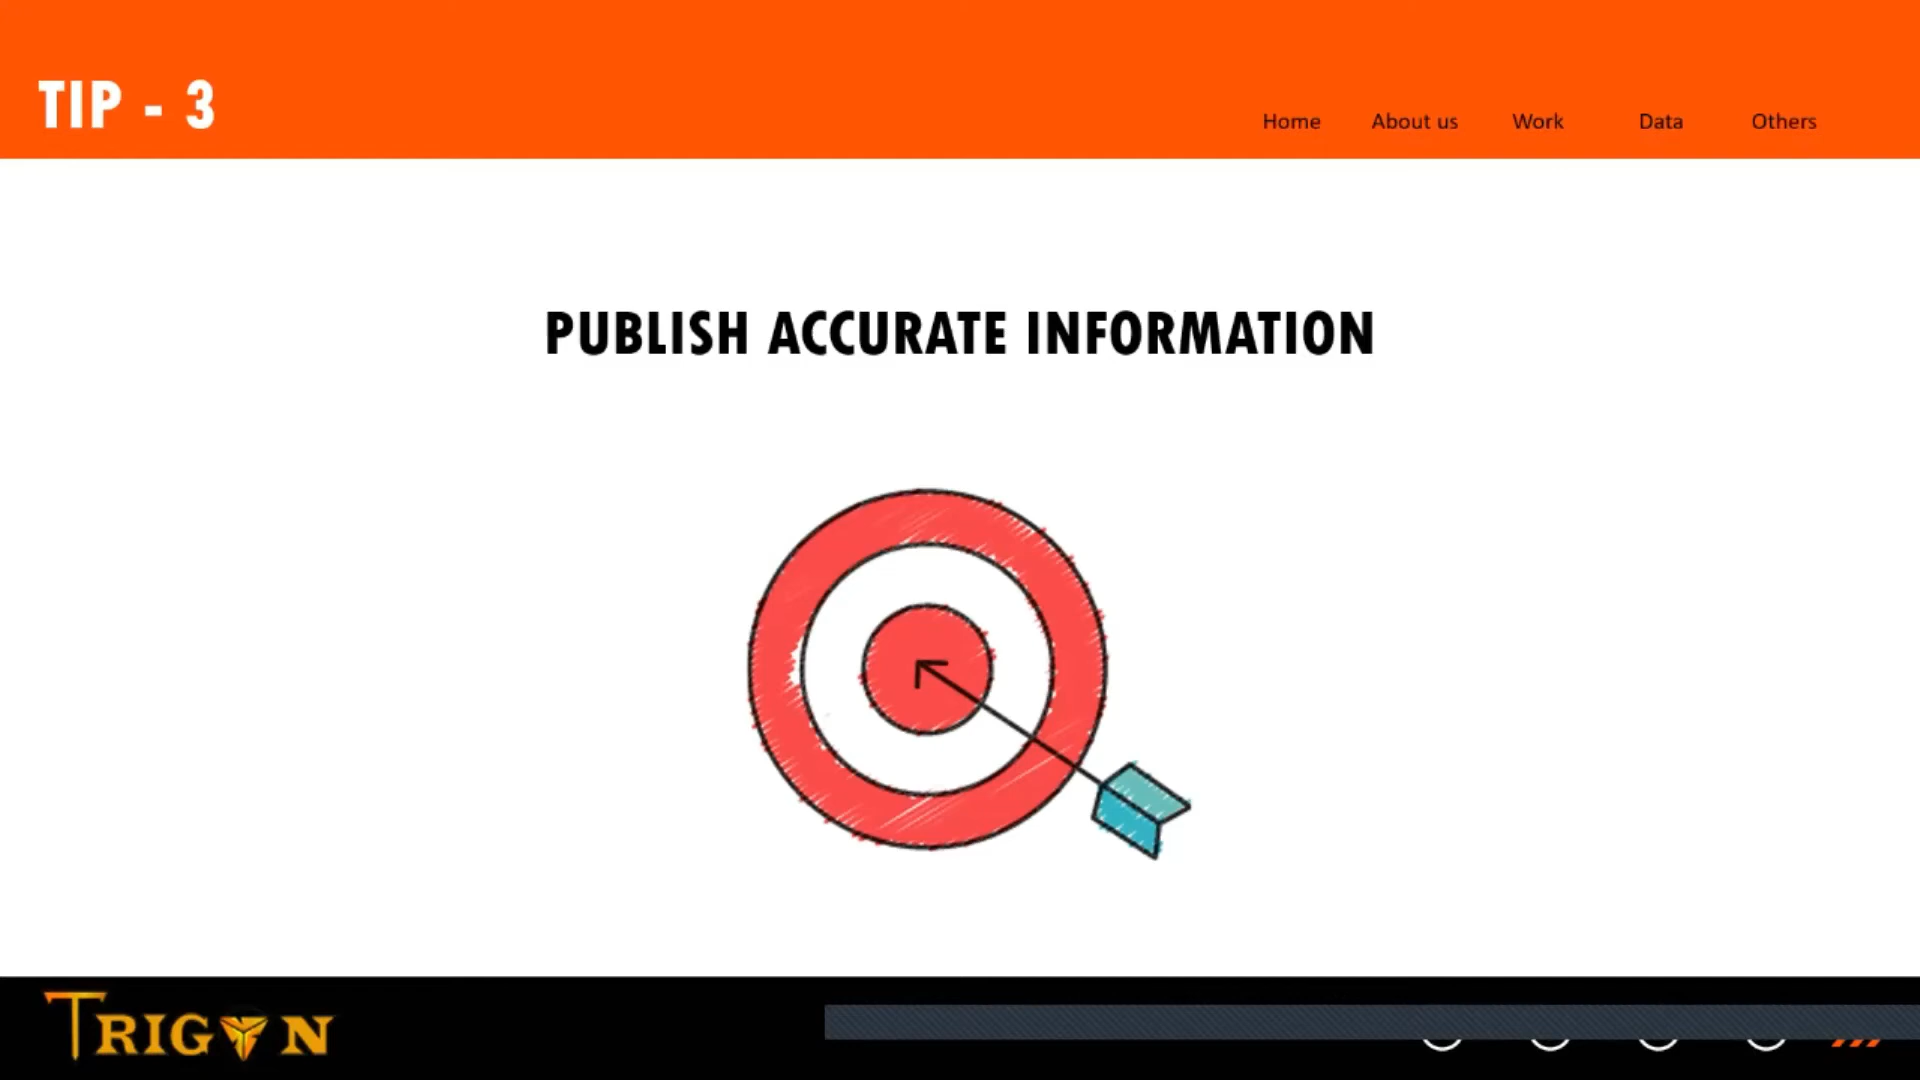 TIP - 3
Home About us Work Data Others
PUBLISH ACCURATE INFORMATION
TRIGON